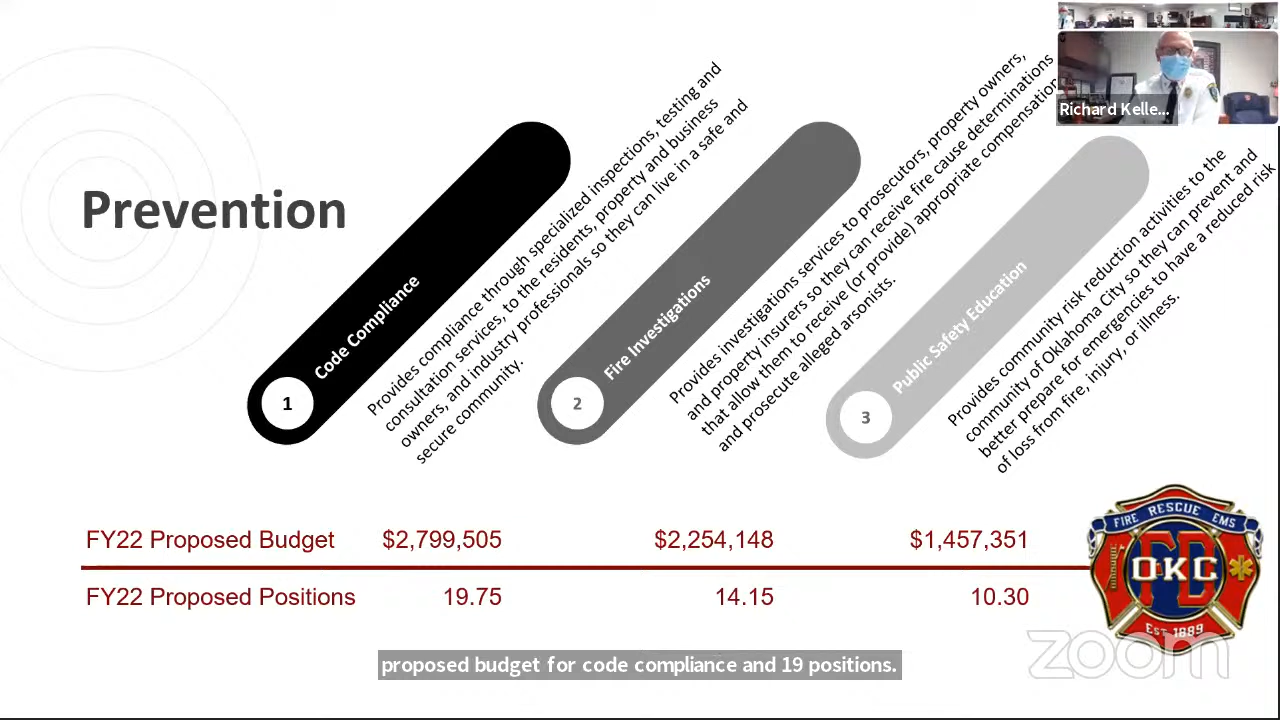 Richard Kelle...
Prevention
1
Code Compliance
Provides compliance through specialized inspections, testing and
consultation services, to the residents, property and business
owners, and industry professionals so they can live in a safe and
secure community.
2
Fire Investigations
Provides investigations services to prosecutors, property owners,
and property insurers so they can receive fire cause determinations
that allow them to receive (or provide) appropriate compensation
and prosecute alleged arsonists.
3
Public Safety Education
Provides community risk reduction activities to the
community of Oklahoma City so they can prevent and
better prepare for emergencies to have a reduced risk
of loss from fire, injury, or illness.
FY22 Proposed Budget $2,799,505 $2,254,148 $1,457,351
FY22 Proposed Positions 19.75 14.15 10.30
FIRE RESCUE EMS
FD
OKC
EST 1889
zoom
proposed budget for code compliance and 19 positions.